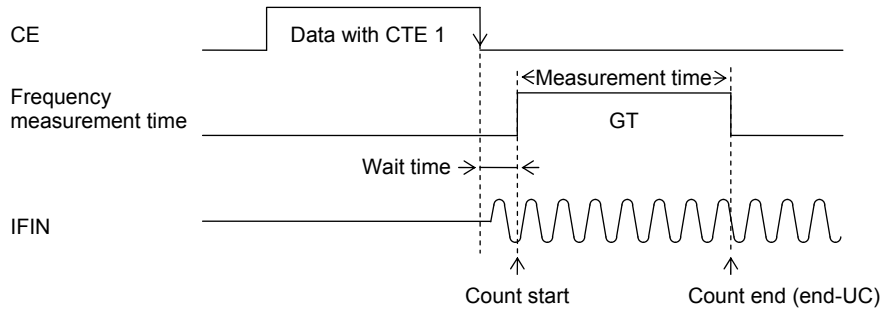 CE
Data with CTE 1
Frequency
measurement time
Measurement time
GT
Wait time
IFIN
Count start
Count end (end-UC)